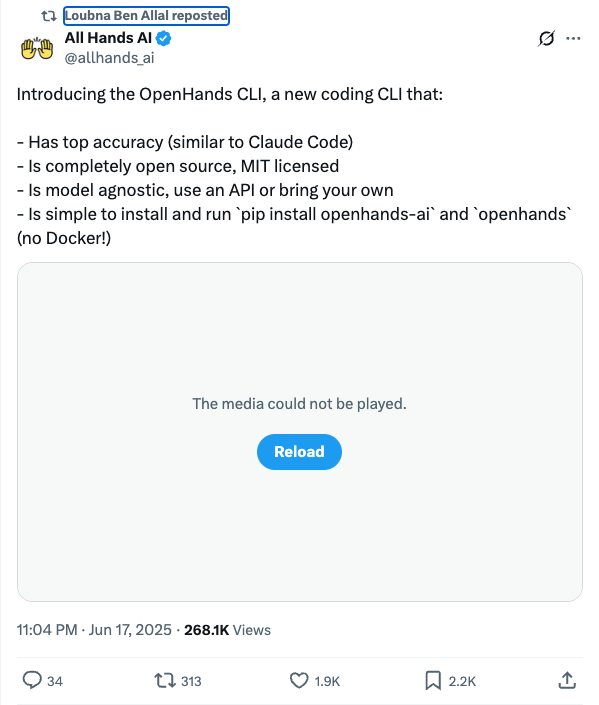 Loubna Ben Allal reposted
All Hands AI
@allhands_ai
Introducing the OpenHands CLI, a new coding CLI that:
- Has top accuracy (similar to Claude Code)
- Is completely open source, MIT licensed
- Is model agnostic, use an API or bring your own
- Is simple to install and run `pip install openhands-ai` and `openhands`
(no Docker!)
The media could not be played.
Reload
11:04 PM · Jun 17, 2025 · 268.1K Views
34 313 1.9K 2.2K